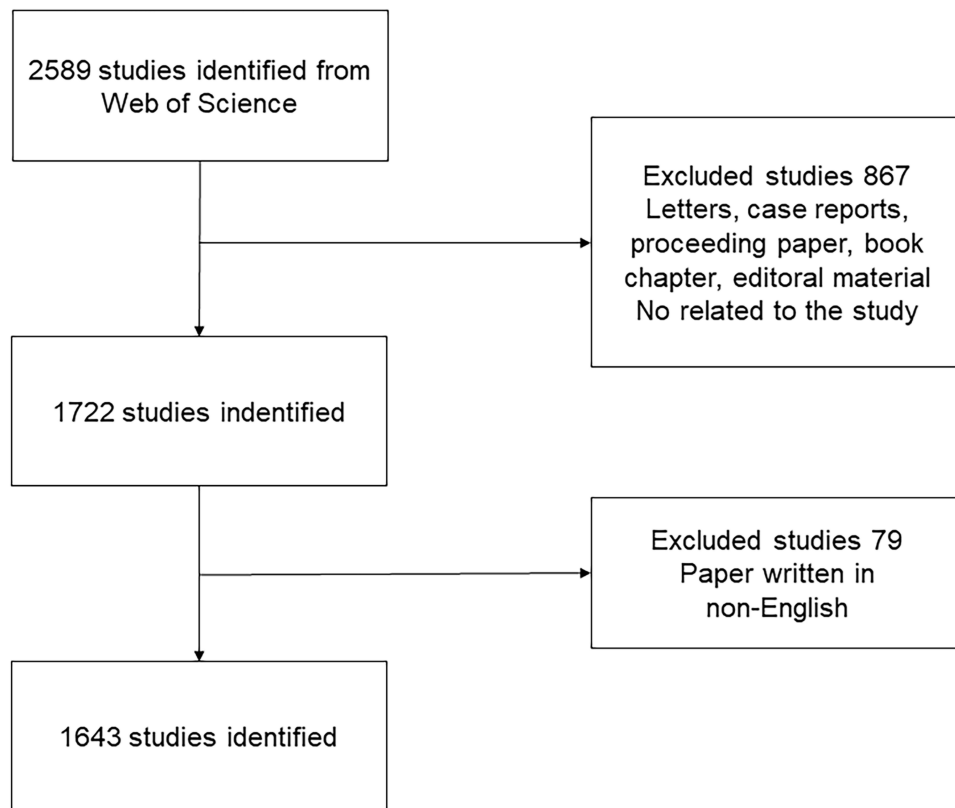 2589 studies identified from
Web of Science
Excluded studies 867
Letters, case reports,
proceeding paper, book
chapter, editoral material
No related to the study
1722 studies indentified
Excluded studies 79
Paper written in
non-English
1643 studies identified